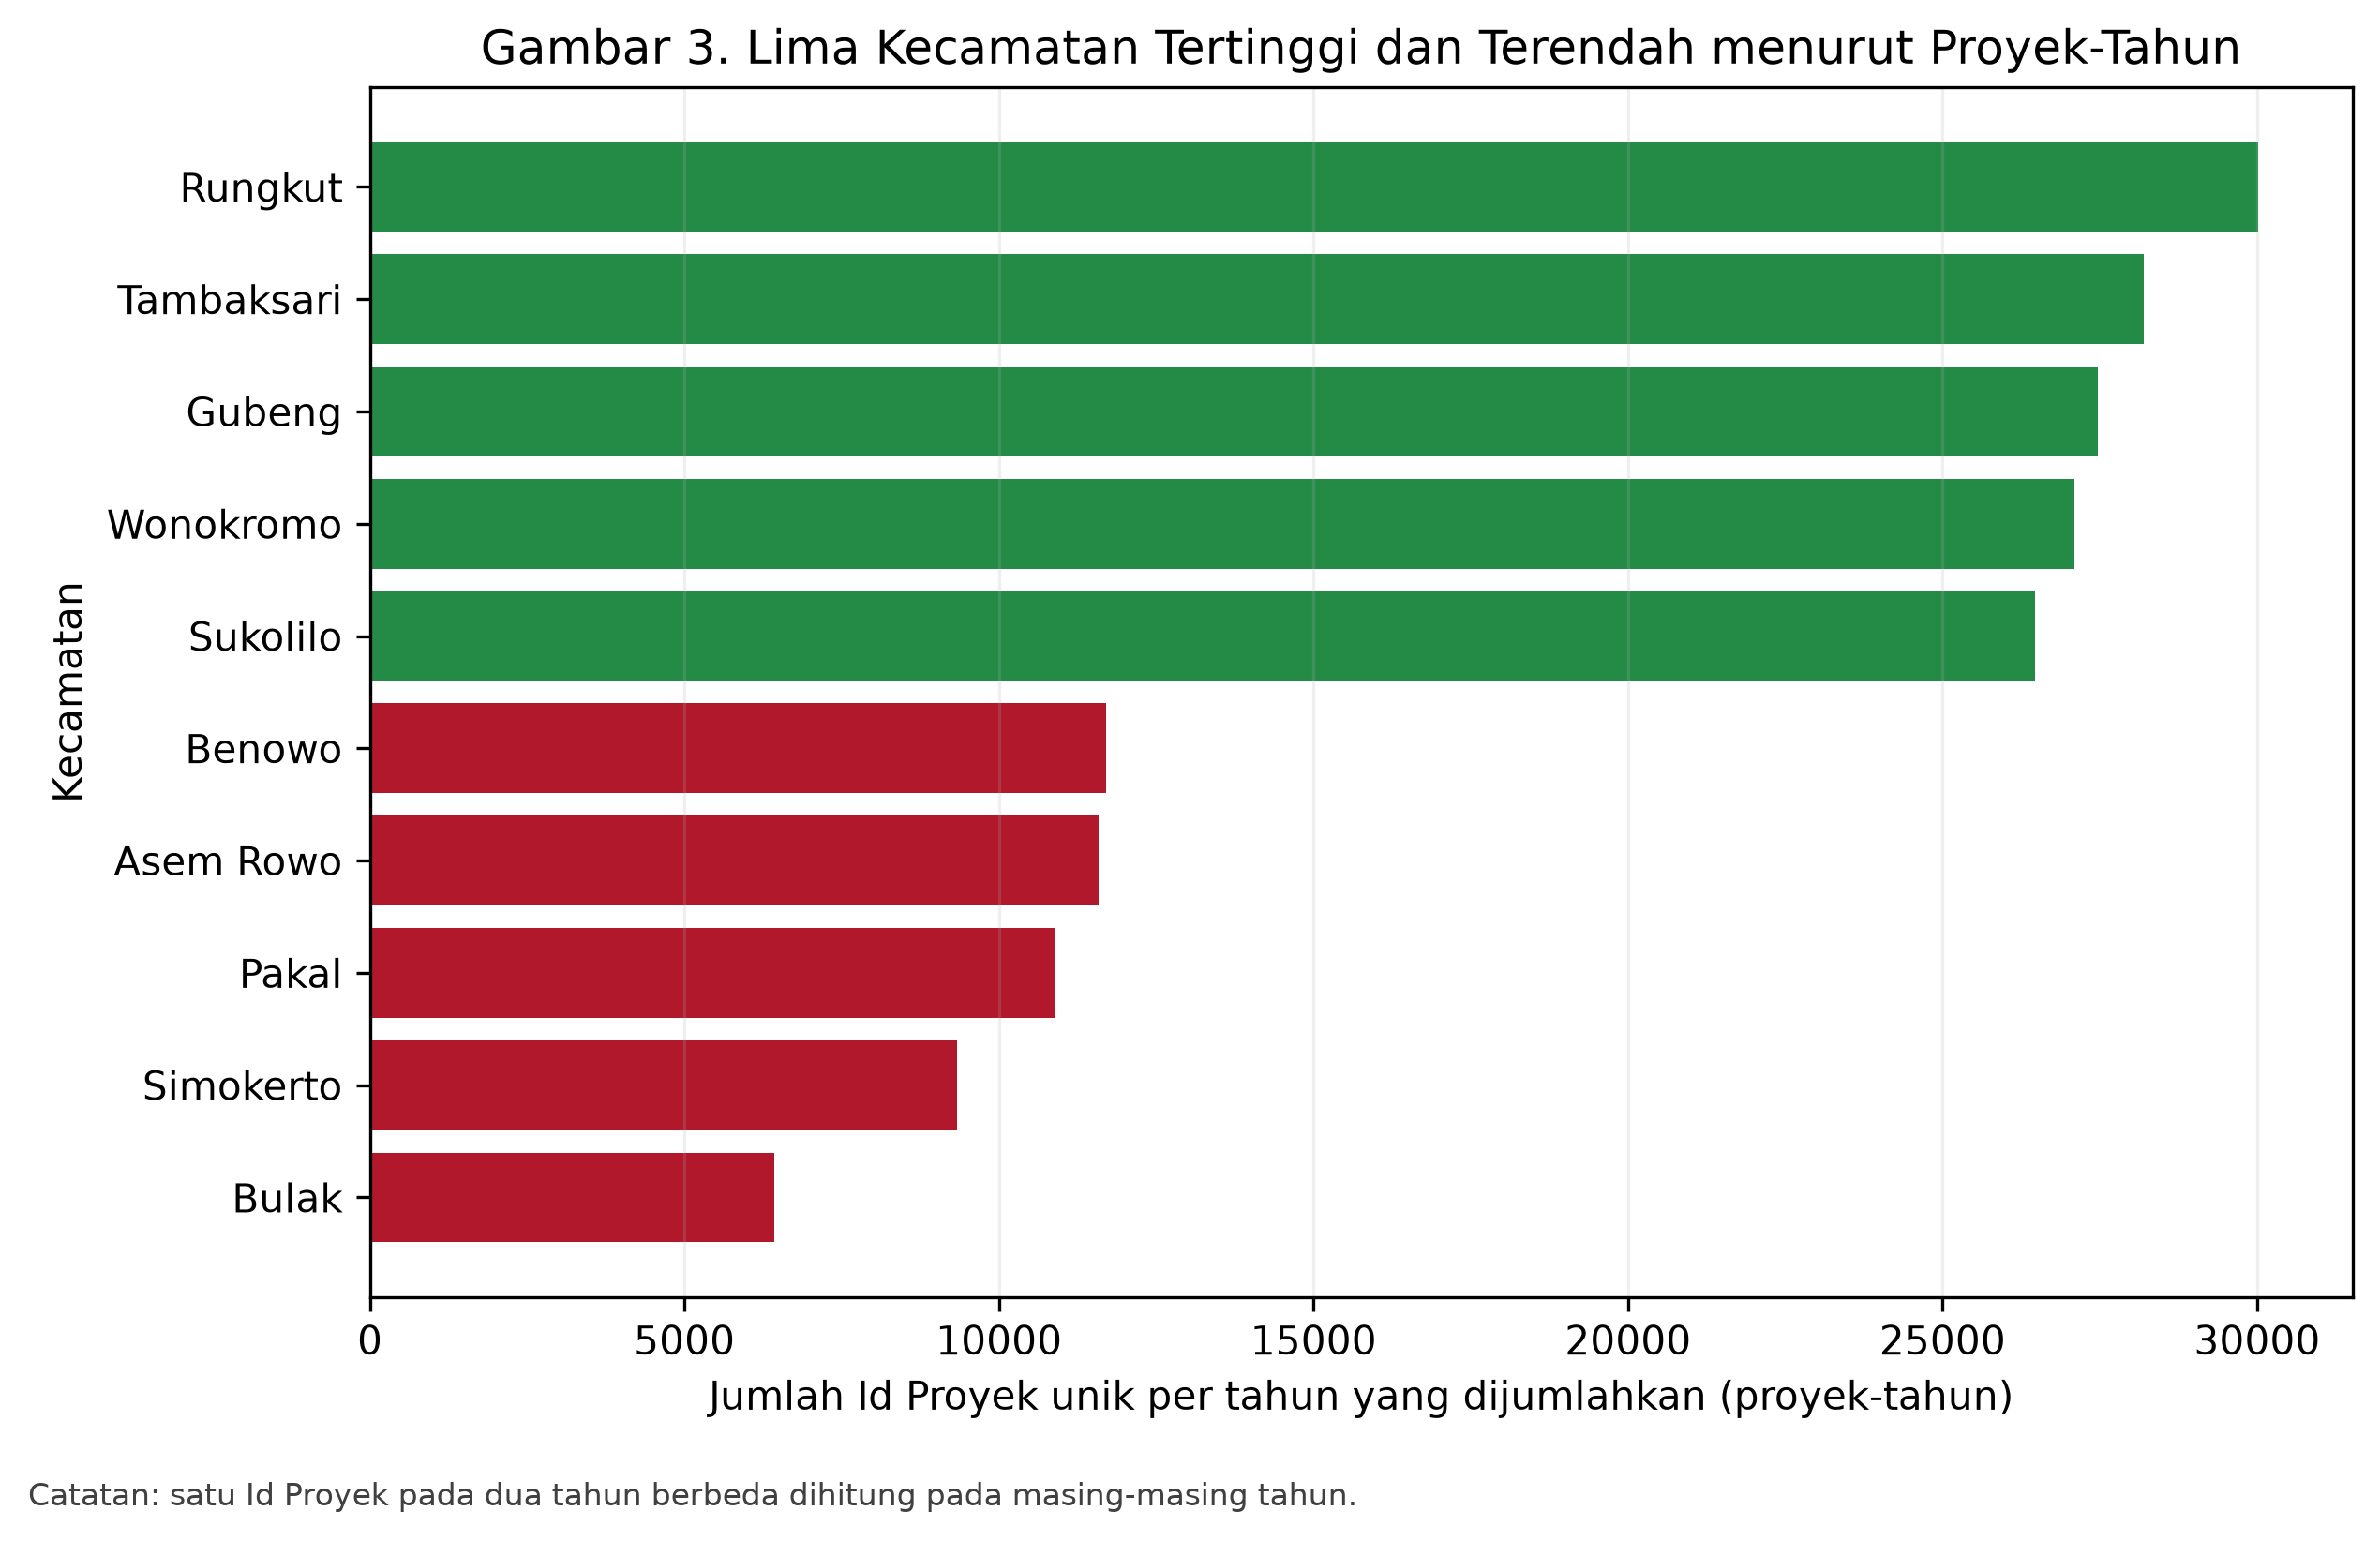 Gambar 3. Lima Kecamatan Tertinggi dan Terendah menurut Proyek-Tahun
Kecamatan
Rungkut
Tambaksari
Gubeng
Wonokromo
Sukolilo
Benowo
Asem Rowo
Pakal
Simokerto
Bulak
0 5000 10000 15000 20000 25000 30000
Jumlah Id Proyek unik per tahun yang dijumlahkan (proyek-tahun)
Catatan: satu Id Proyek pada dua tahun berbeda dihitung pada masing-masing tahun.